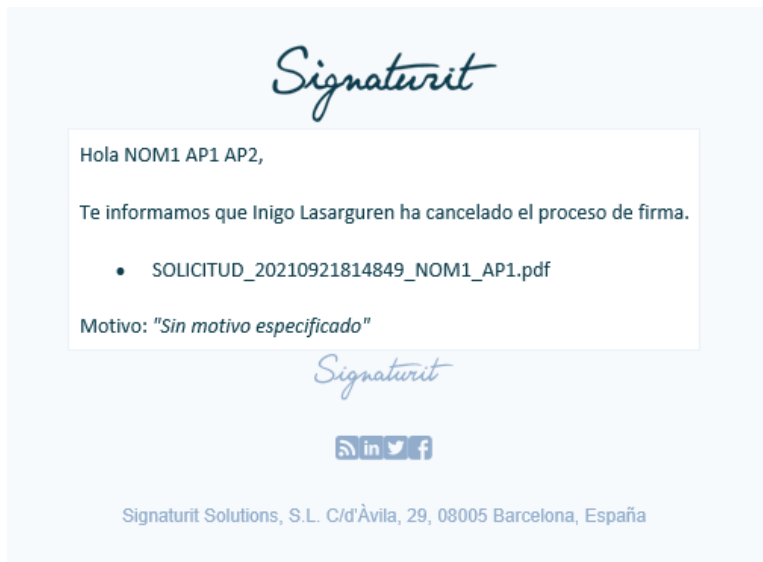 Signaturit
Hola NOM1 AP1 AP2,
Te informamos que Inigo Lasarguren ha cancelado el proceso de firma.
• SOLICITUD_20210921814849_NOM1_AP1.pdf
Motivo: "Sin motivo especificado"
Signaturit
in
Signaturit Solutions, S.L. C/d'Àvila, 29, 08005 Barcelona, España